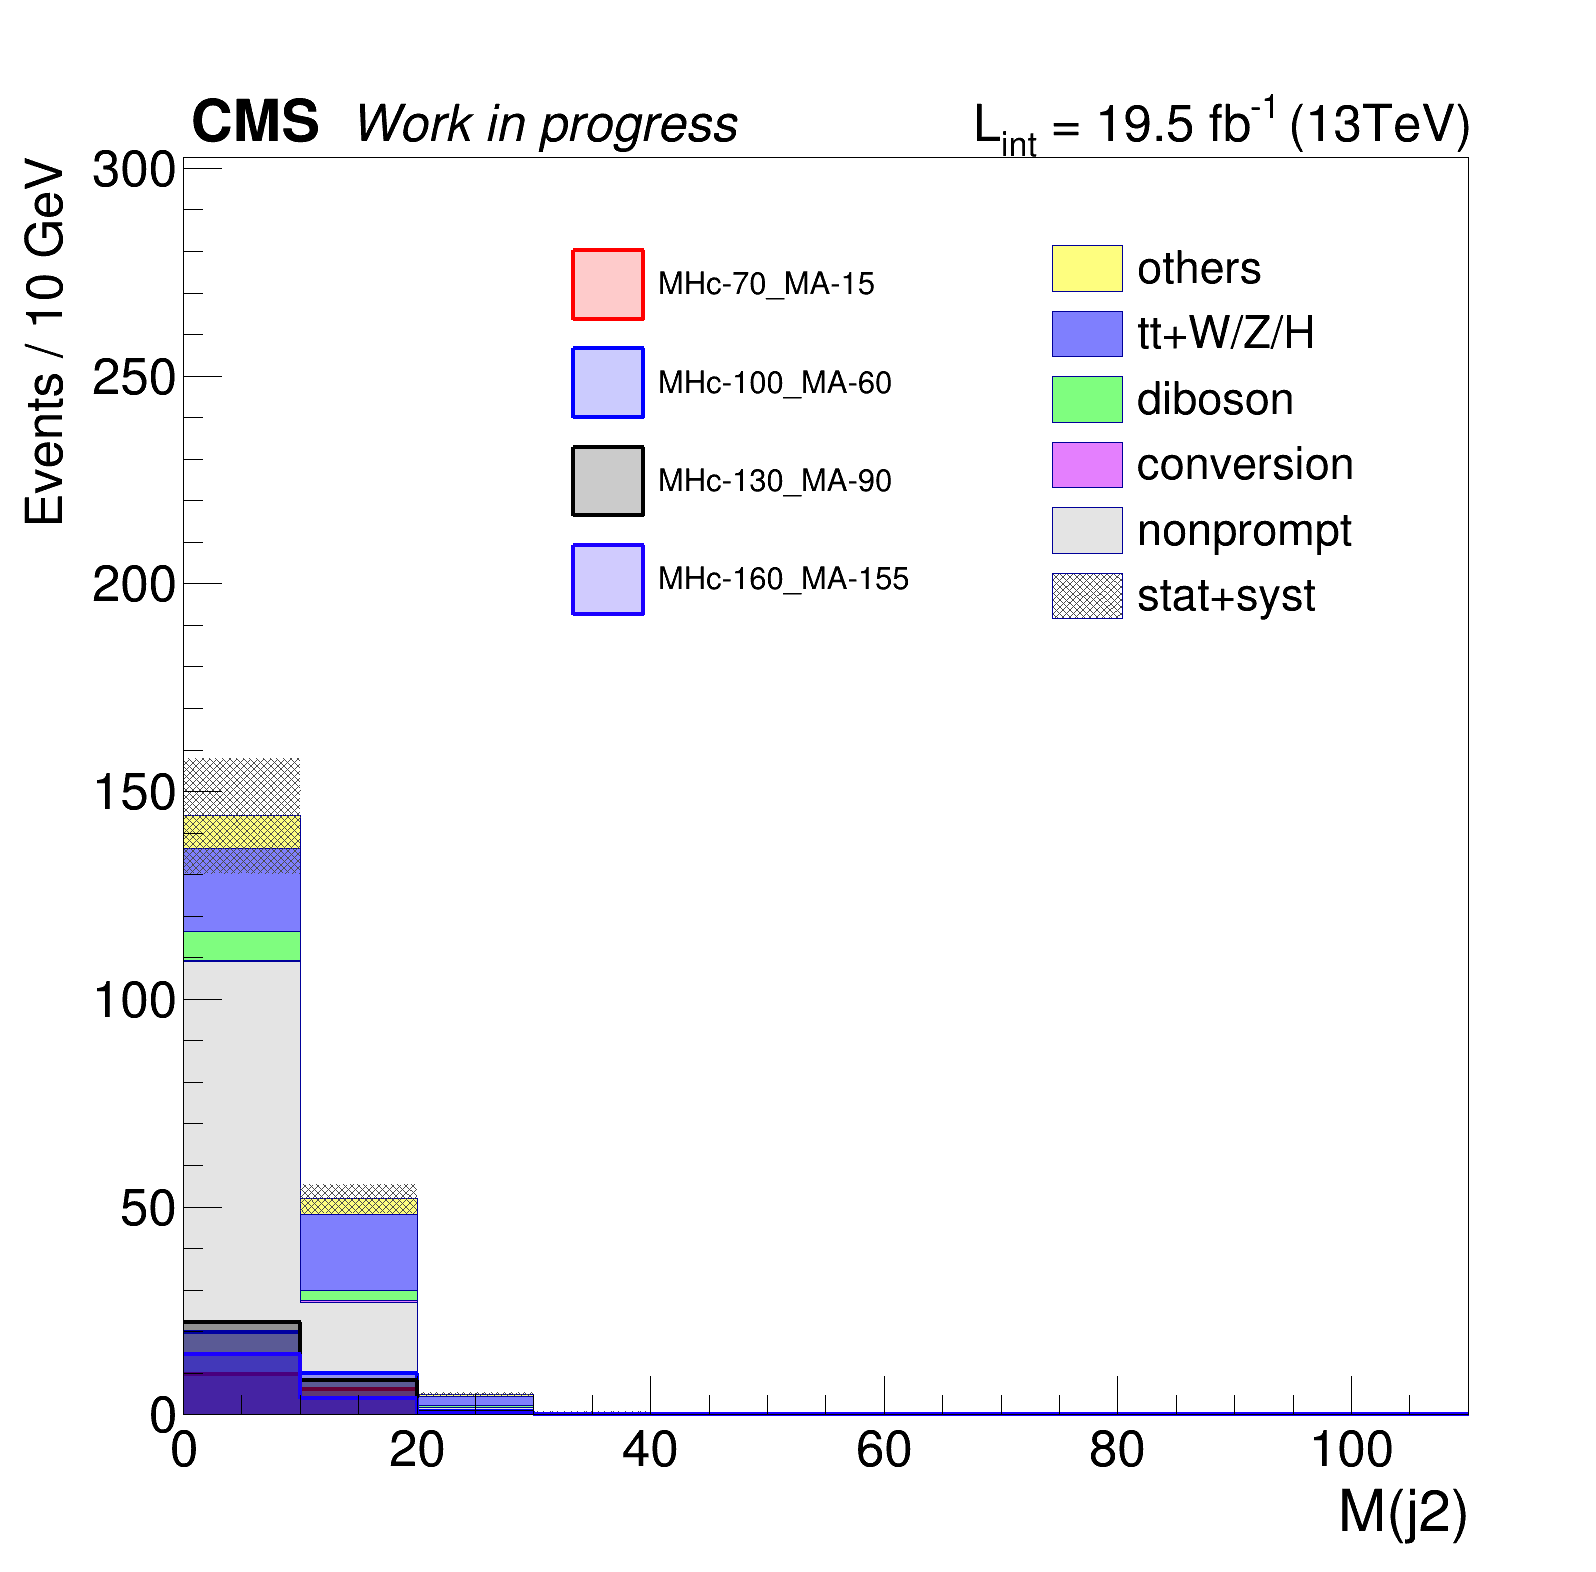 CMS Work in progress
L_int = 19.5 fb^-1 (13TeV)
Events / 10 GeV
300
250
200
150
100
50
0
MHc-70_MA-15
MHc-100_MA-60
MHc-130_MA-90
MHc-160_MA-155
others
tt+W/Z/H
diboson
conversion
nonprompt
stat+syst
0 20 40 60 80 100
M(j2)